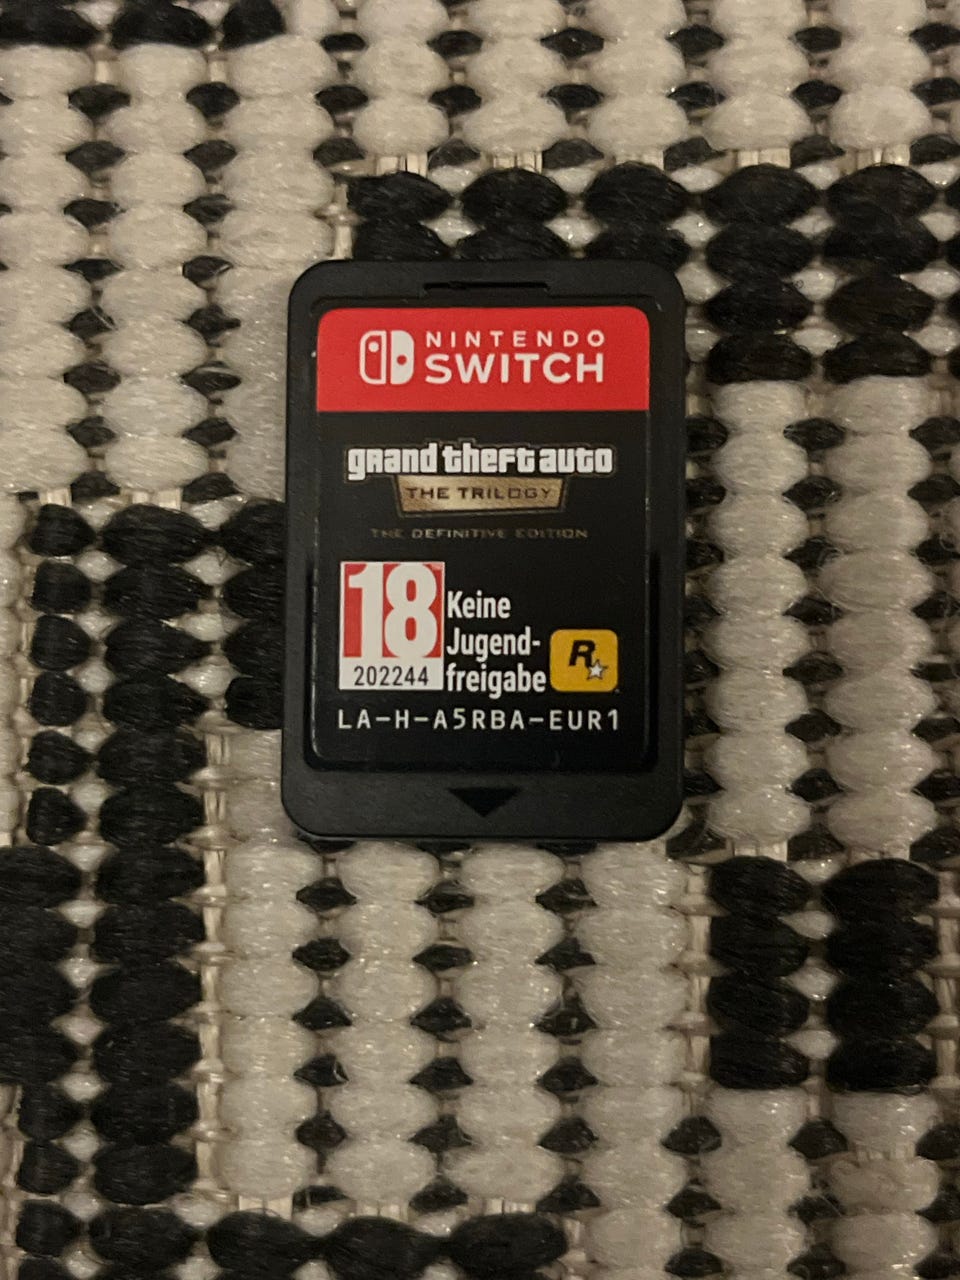 NINTENDO
SWITCH
grand theft auto
THE TRILOGY
THE DEFINITIVE EDITION
18
202244
Keine
Jugend-
freigabe
R
LA-H-A5RBA-EUR1